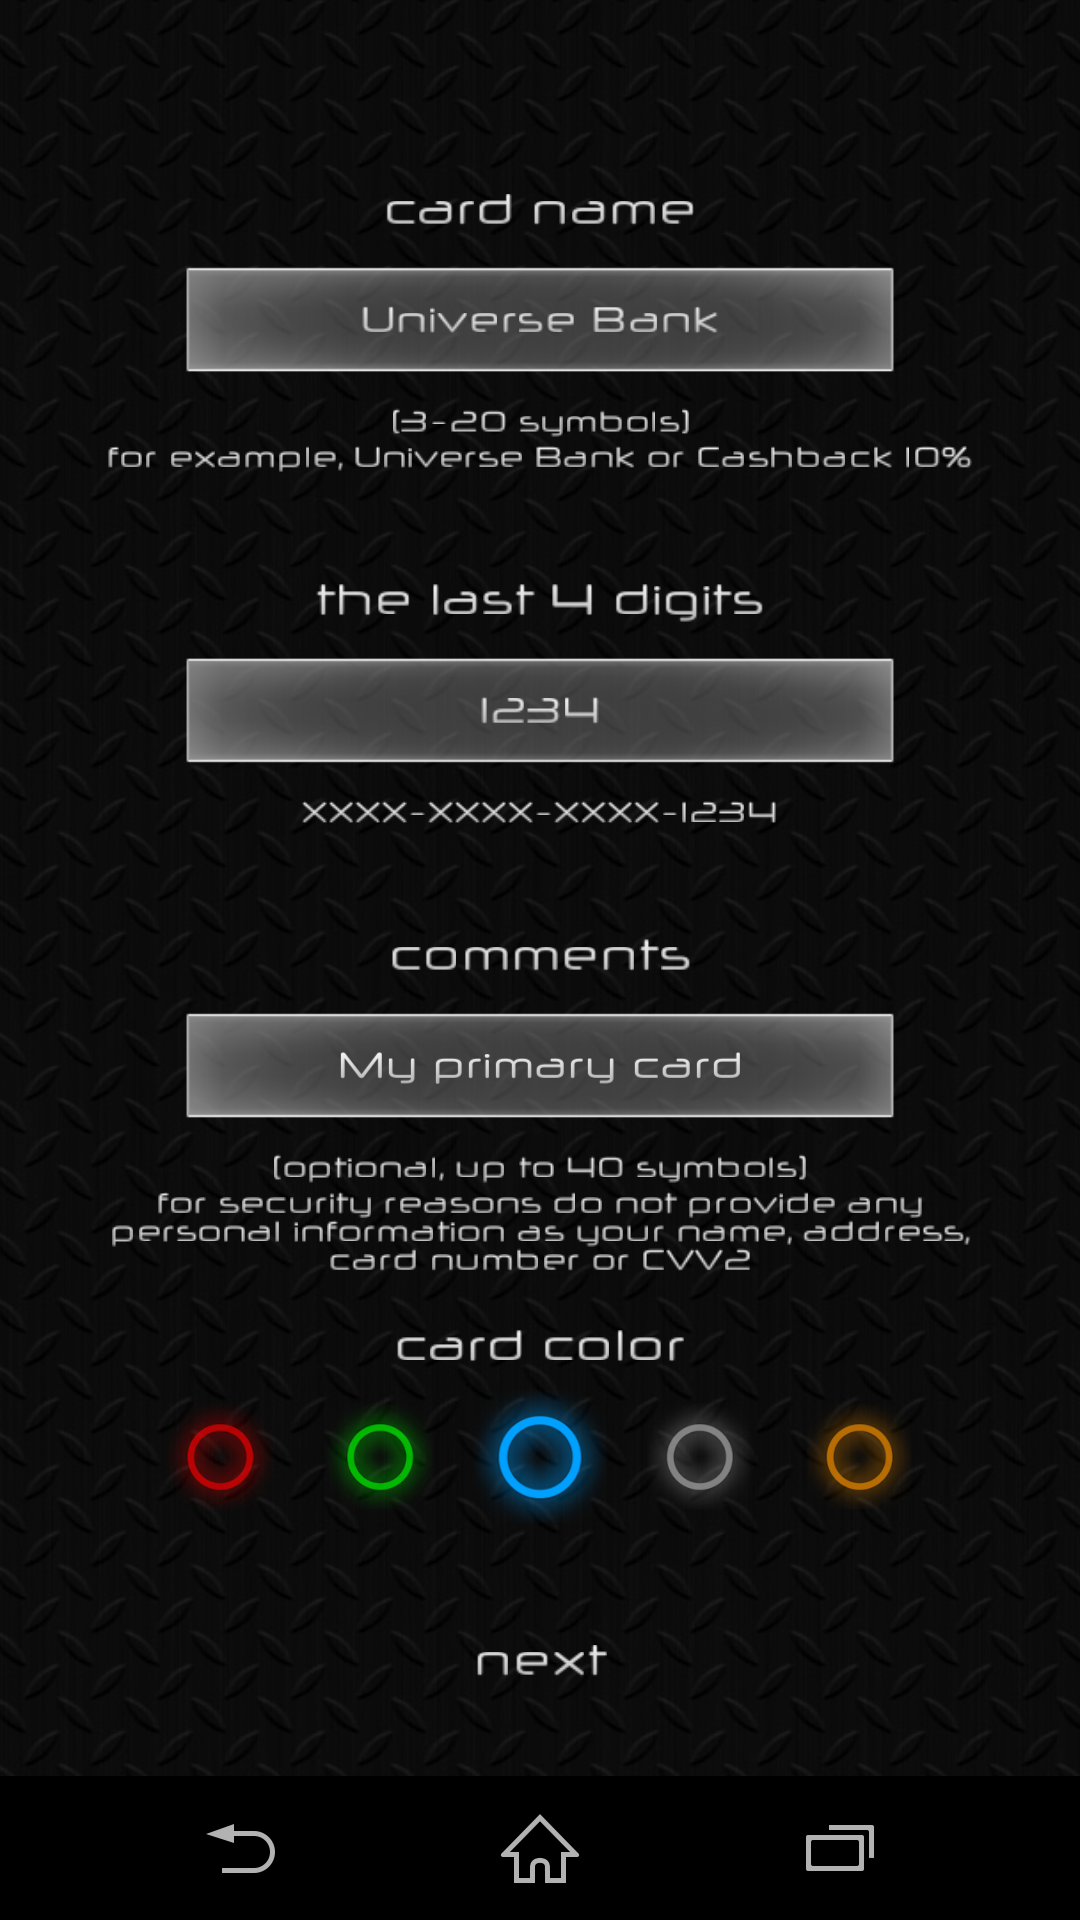 card name
Universe Bank
(3-20 symbols)
for example, Universe Bank or Cashback 10%
the last 4 digits
1234
XXXX-XXXX-XXXX-1234
comments
My primary card
(optional, up to 40 symbols)
for security reasons do not provide any
personal information as your name, address,
card number or CVV2
card color
next